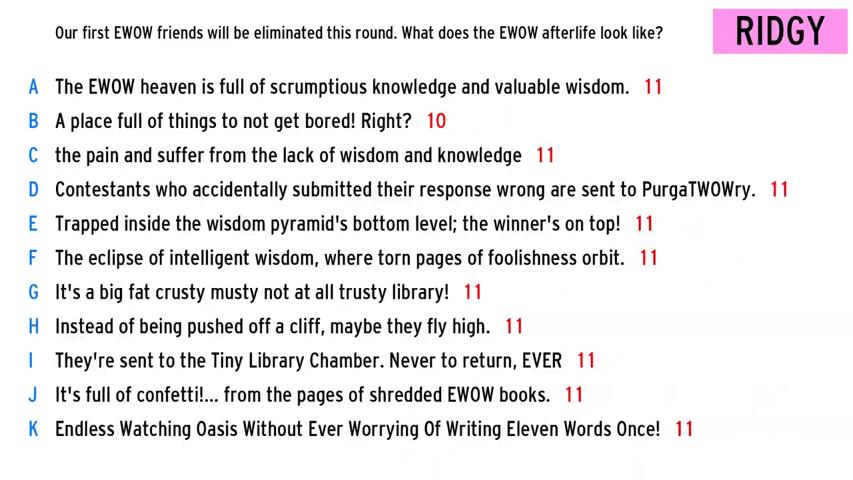 Our first EWOW friends will be eliminated this round. What does the EWOW afterlife look like?
RIDGY
A The EWOW heaven is full of scrumptious knowledge and valuable wisdom. 11
B A place full of things to not get bored! Right? 10
C the pain and suffer from the lack of wisdom and knowledge 11
D Contestants who accidentally submitted their response wrong are sent to PurgaTWOWry. 11
E Trapped inside the wisdom pyramid's bottom level; the winner's on top! 11
F The eclipse of intelligent wisdom, where torn pages of foolishness orbit. 11
G It's a big fat crusty musty not at all trusty library! 11
H Instead of being pushed off a cliff, maybe they fly high. 11
I They're sent to the Tiny Library Chamber. Never to return, EVER 11
J It's full of confetti!... from the pages of shredded EWOW books. 11
K Endless Watching Oasis Without Ever Worrying Of Writing Eleven Words Once! 11